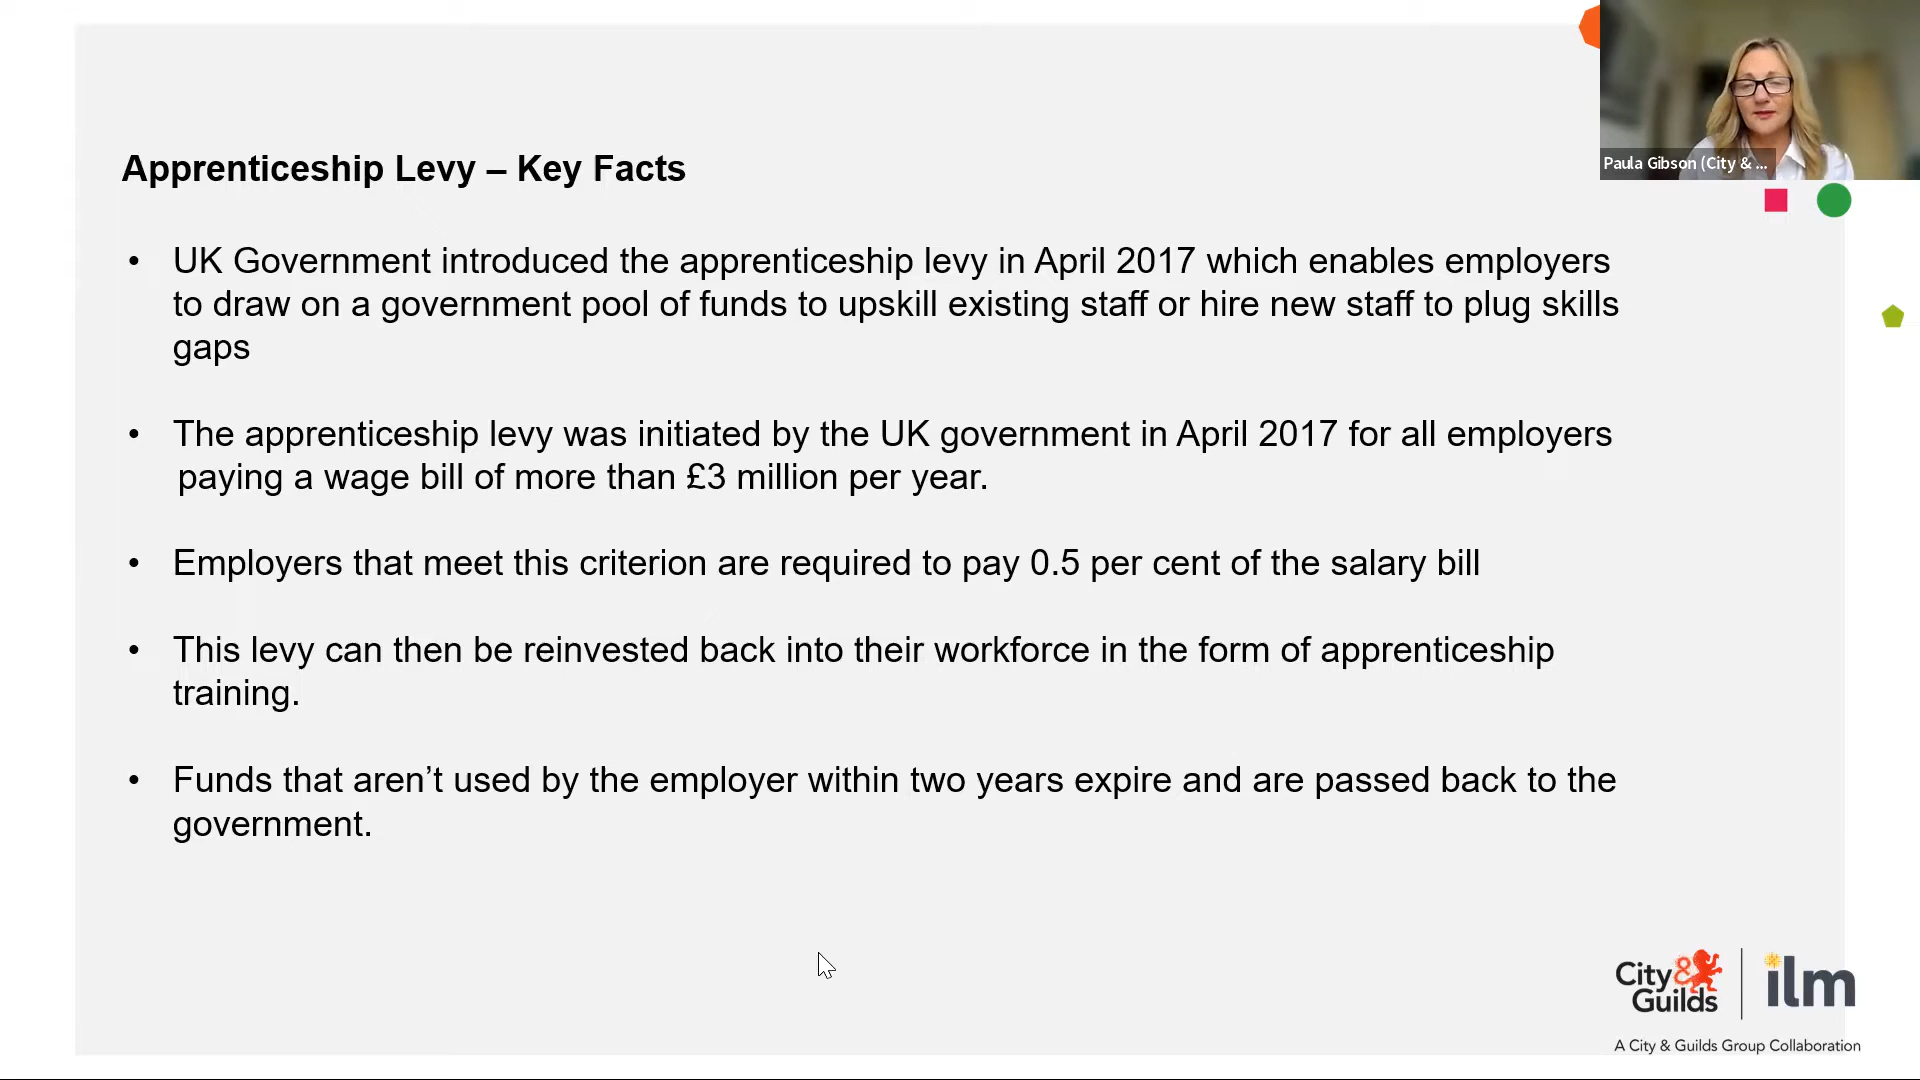 Paula Gibson (City & ...
Apprenticeship Levy – Key Facts
• UK Government introduced the apprenticeship levy in April 2017 which enables employers
to draw on a government pool of funds to upskill existing staff or hire new staff to plug skills
gaps
• The apprenticeship levy was initiated by the UK government in April 2017 for all employers
paying a wage bill of more than £3 million per year.
• Employers that meet this criterion are required to pay 0.5 per cent of the salary bill
• This levy can then be reinvested back into their workforce in the form of apprenticeship
training.
• Funds that aren’t used by the employer within two years expire and are passed back to the
government.
City &
Guilds
ilm
A City & Guilds Group Collaboration